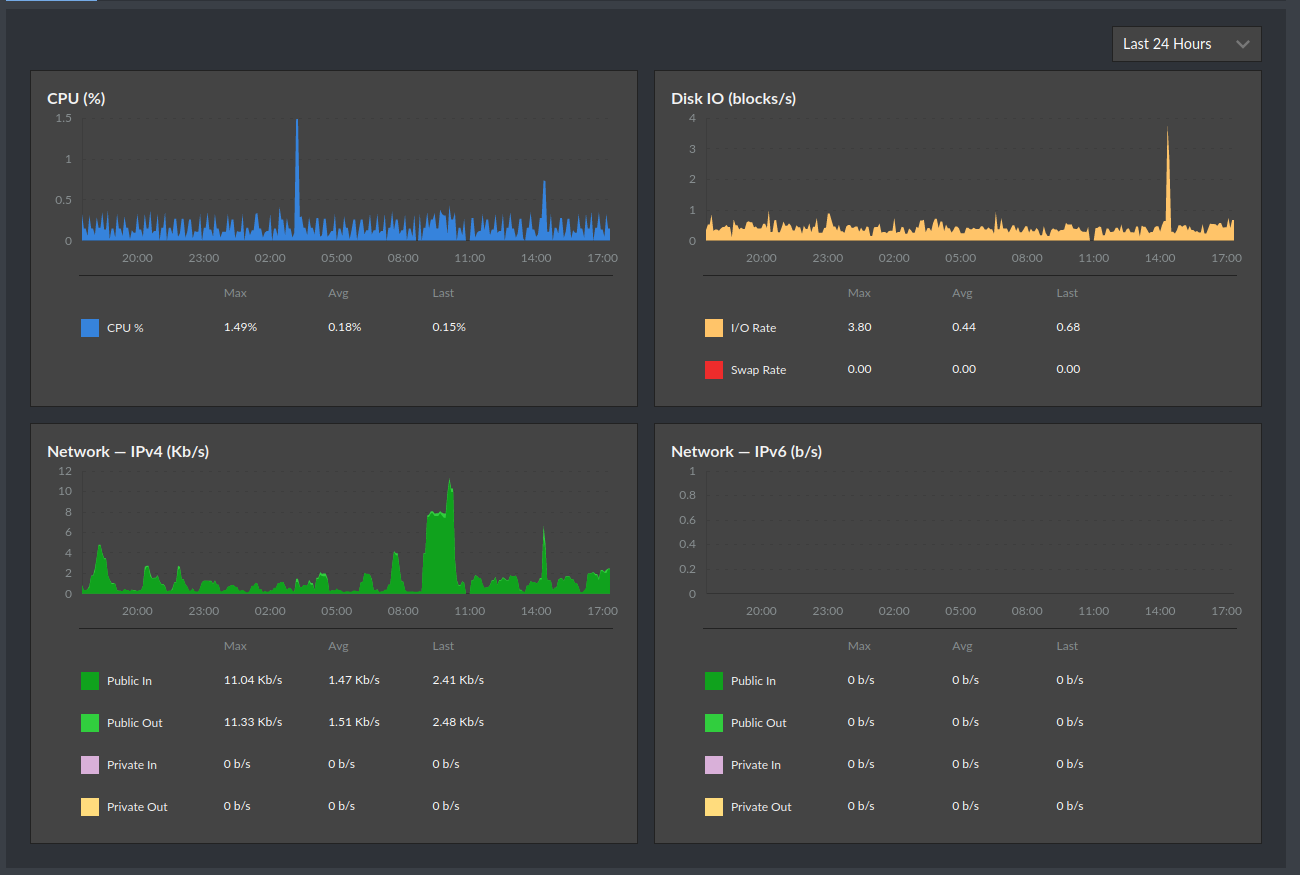 Last 24 Hours
CPU (%)
1.5
1
0.5
0
20:00 23:00 02:00 05:00 08:00 11:00 14:00 17:00
Max Avg Last
CPU % 1.49% 0.18% 0.15%
Disk IO (blocks/s)
4
3
2
1
0
20:00 23:00 02:00 05:00 08:00 11:00 14:00 17:00
Max Avg Last
I/O Rate 3.80 0.44 0.68
Swap Rate 0.00 0.00 0.00
Network — IPv4 (Kb/s)
12
10
8
6
4
2
0
20:00 23:00 02:00 05:00 08:00 11:00 14:00 17:00
Max Avg Last
Public In 11.04 Kb/s 1.47 Kb/s 2.41 Kb/s
Public Out 11.33 Kb/s 1.51 Kb/s 2.48 Kb/s
Private In 0 b/s 0 b/s 0 b/s
Private Out 0 b/s 0 b/s 0 b/s
Network — IPv6 (b/s)
1
0.8
0.6
0.4
0.2
0
20:00 23:00 02:00 05:00 08:00 11:00 14:00 17:00
Max Avg Last
Public In 0 b/s 0 b/s 0 b/s
Public Out 0 b/s 0 b/s 0 b/s
Private In 0 b/s 0 b/s 0 b/s
Private Out 0 b/s 0 b/s 0 b/s